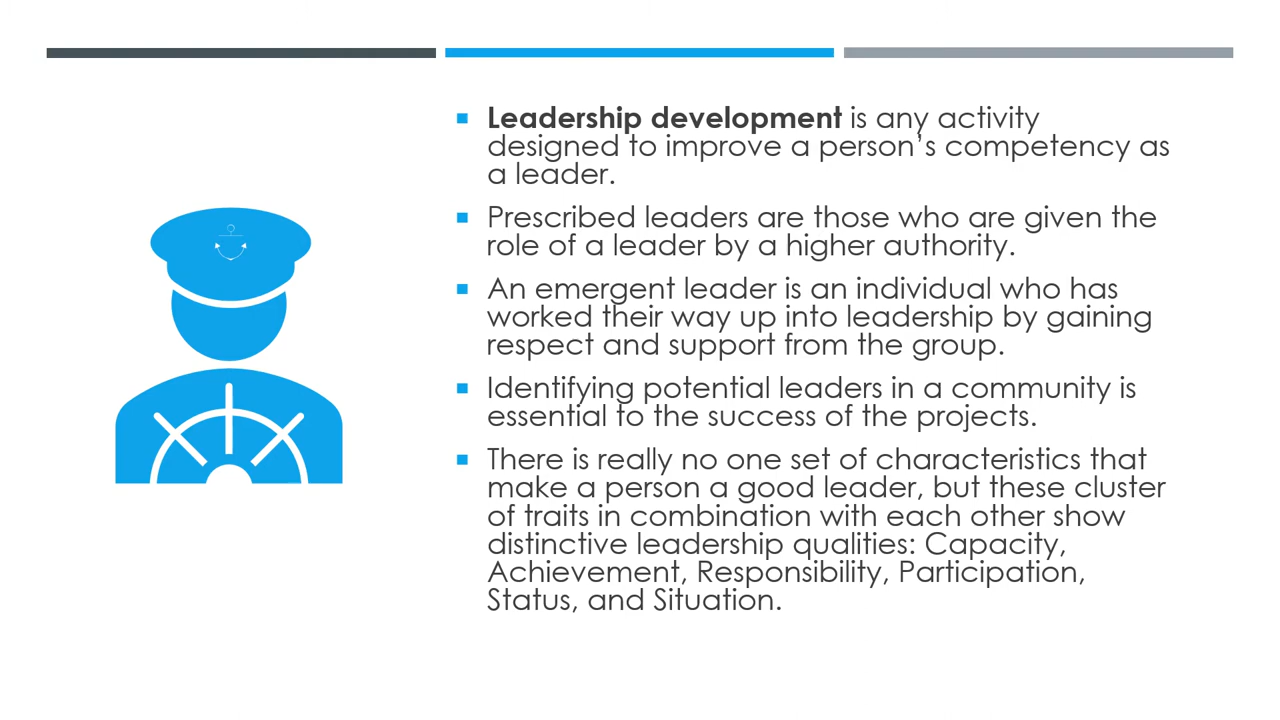 Leadership development is any activity
designed to improve a person’s competency as
a leader.
Prescribed leaders are those who are given the
role of a leader by a higher authority.
An emergent leader is an individual who has
worked their way up into leadership by gaining
respect and support from the group.
Identifying potential leaders in a community is
essential to the success of the projects.
There is really no one set of characteristics that
make a person a good leader, but these cluster
of traits in combination with each other show
distinctive leadership qualities: Capacity,
Achievement, Responsibility, Participation,
Status, and Situation.